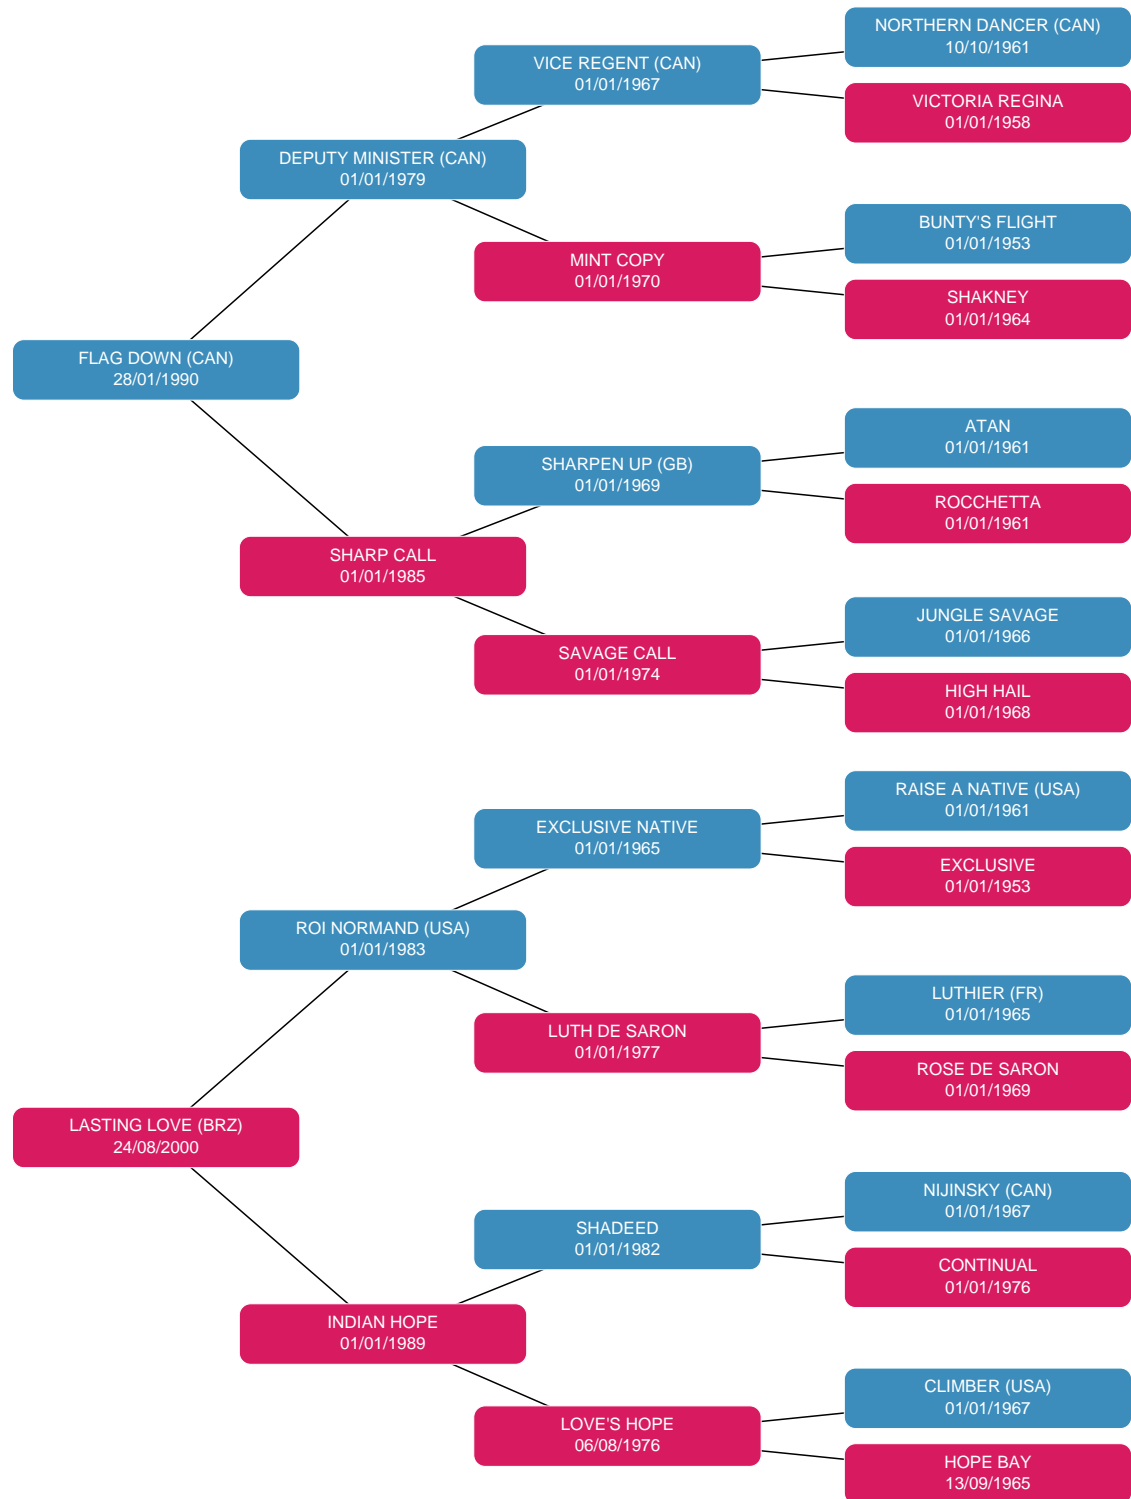 NORTHERN DANCER (CAN)
10/10/1961
VICE REGENT (CAN)
01/01/1967
VICTORIA REGINA
01/01/1958
DEPUTY MINISTER (CAN)
01/01/1979
BUNTY'S FLIGHT
01/01/1953
MINT COPY
01/01/1970
SHAKNEY
01/01/1964
FLAG DOWN (CAN)
28/01/1990
ATAN
01/01/1961
SHARPEN UP (GB)
01/01/1969
ROCCHETTA
01/01/1961
SHARP CALL
01/01/1985
JUNGLE SAVAGE
01/01/1966
SAVAGE CALL
01/01/1974
HIGH HAIL
01/01/1968
RAISE A NATIVE (USA)
01/01/1961
EXCLUSIVE NATIVE
01/01/1965
EXCLUSIVE
01/01/1953
ROI NORMAND (USA)
01/01/1983
LUTHIER (FR)
01/01/1965
LUTH DE SARON
01/01/1977
ROSE DE SARON
01/01/1969
LASTING LOVE (BRZ)
24/08/2000
NIJINSKY (CAN)
01/01/1967
SHADEED
01/01/1982
CONTINUAL
01/01/1976
INDIAN HOPE
01/01/1989
CLIMBER (USA)
01/01/1967
LOVE'S HOPE
06/08/1976
HOPE BAY
13/09/1965